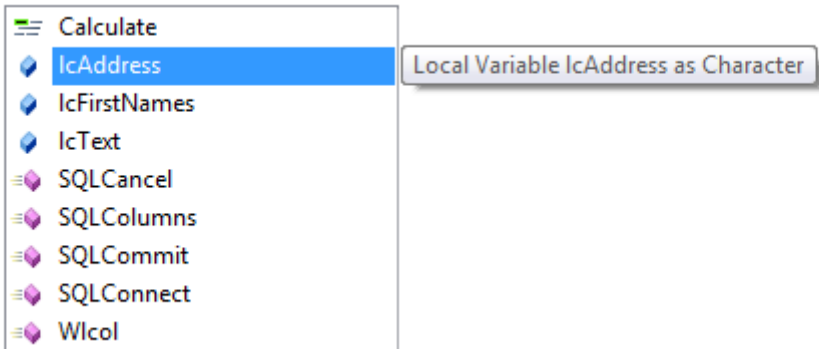 Calculate
lcAddress
Local Variable lcAddress as Character
lcFirstNames
lcText
SQLCancel
SQLColumns
SQLCommit
SQLConnect
Wlcol